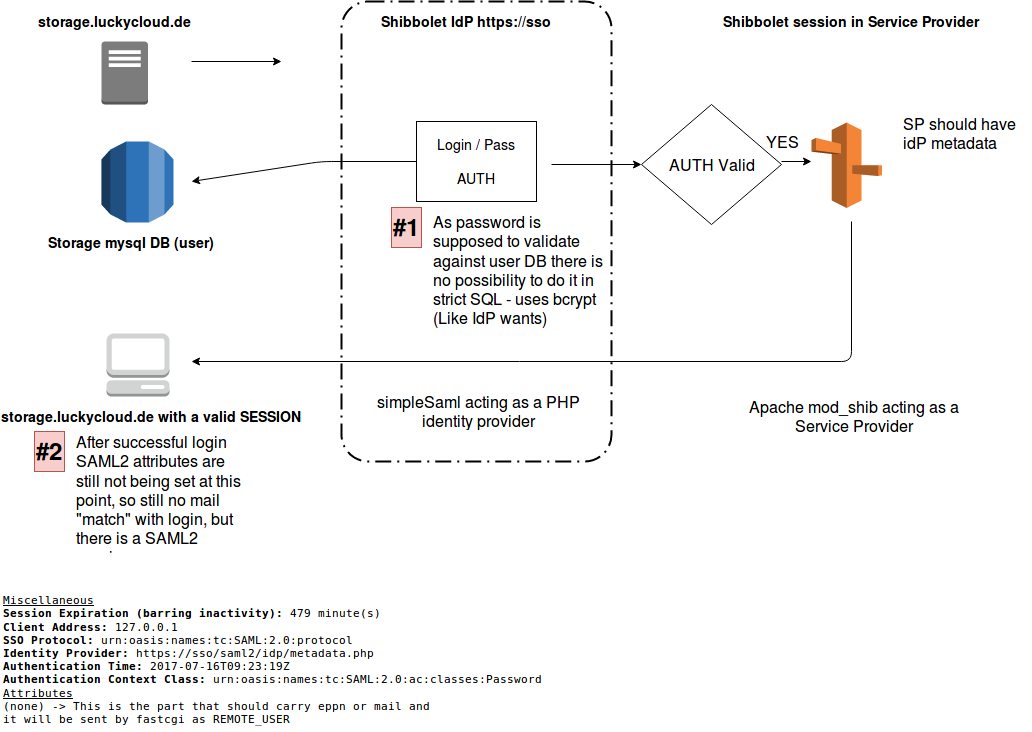 storage.luckycloud.de
Shibbolet IdP https://sso
Shibbolet session in Service Provider
Login / Pass
AUTH
AUTH Valid
YES
SP should have
idP metadata
Storage mysql DB (user)
#1
As password is
supposed to validate
against user DB there is
no possibility to do it in
strict SQL - uses bcrypt
(Like IdP wants)
simpleSaml acting as a PHP
identity provider
Apache mod_shib acting as a
Service Provider
storage.luckycloud.de with a valid SESSION
#2
After successful login
SAML2 attributes are
still not being set at this
point, so still no mail
"match" with login, but
there is a SAML2
Miscellaneous
Session Expiration (barring inactivity): 479 minute(s)
Client Address: 127.0.0.1
SSO Protocol: urn:oasis:names:tc:SAML:2.0:protocol
Identity Provider: https://sso/saml2/idp/metadata.php
Authentication Time: 2017-07-16T09:23:19Z
Authentication Context Class: urn:oasis:names:tc:SAML:2.0:ac:classes:Password
Attributes
(none) -> This is the part that should carry eppn or mail and
it will be sent by fastcgi as REMOTE_USER